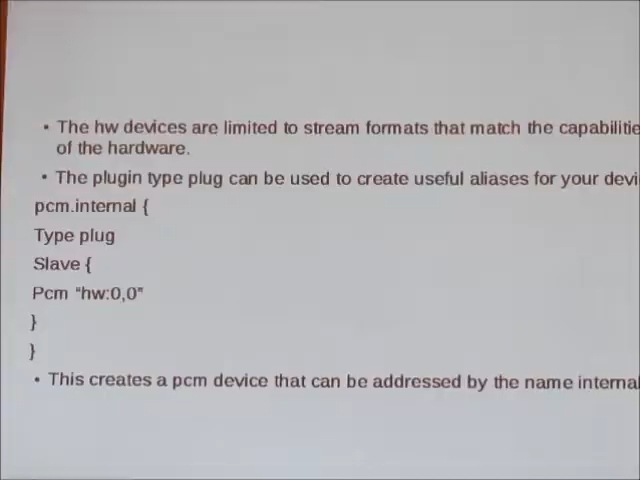 • The hw devices are limited to stream formats that match the capabilitie
of the hardware.
• The plugin type plug can be used to create useful aliases for your devi
pcm.internal {
Type plug
Slave {
Pcm “hw:0,0”
}
}
• This creates a pcm device that can be addressed by the name internal